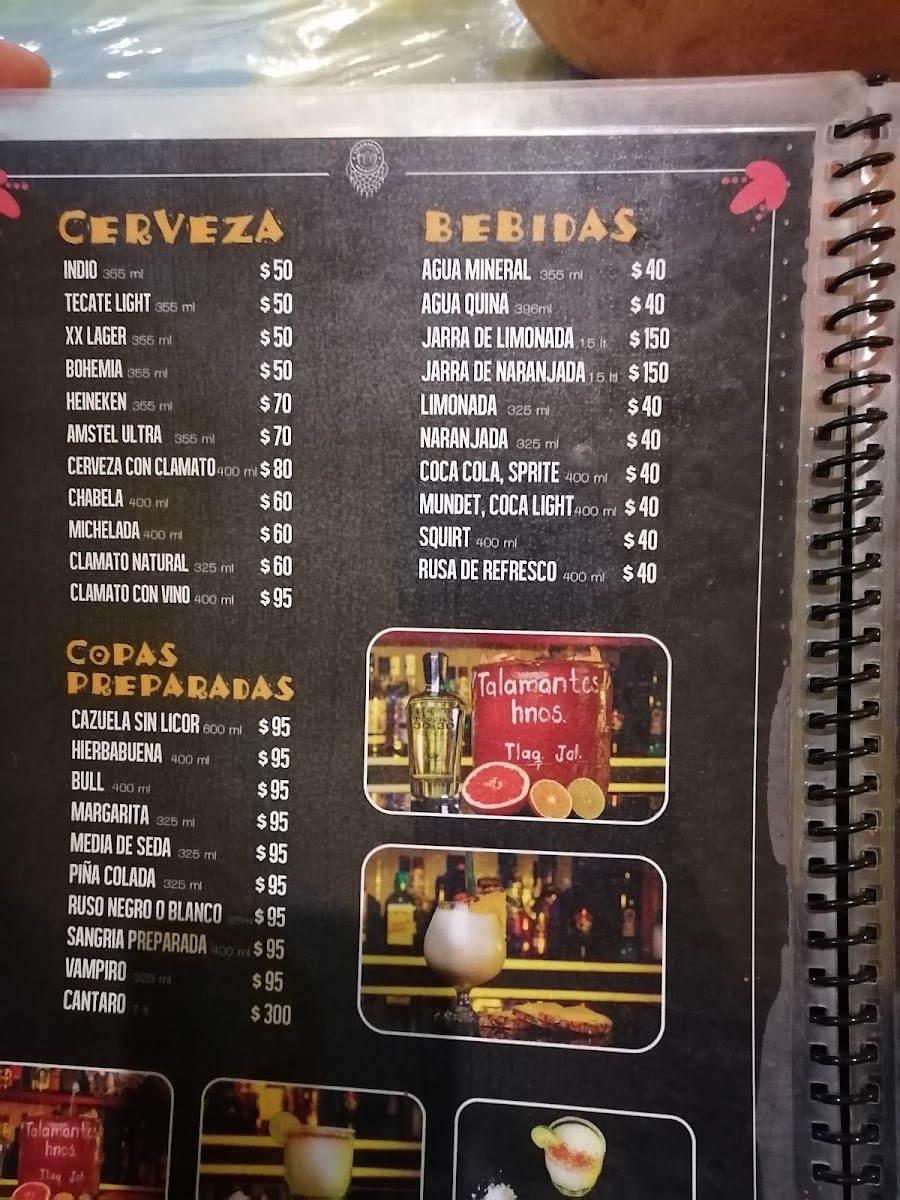 CERVEZA
INDIO 355 ml $50
TECATE LIGHT 355 ml $50
XX LAGER 355 ml $50
BOHEMIA 355 ml $50
HEINEKEN 355 ml $70
AMSTEL ULTRA 355 ml $70
CERVEZA CON CLAMATO 400 ml $80
CHABELA 400 ml $60
MICHELADA 400 ml $60
CLAMATO NATURAL 325 ml $60
CLAMATO CON VINO 400 ml $95
COPAS
PREPARADAS
CAZUELA SIN LICOR 600 ml $95
HIERBABUENA 400 ml $95
BULL 400 ml $95
MARGARITA 325 ml $95
MEDIA DE SEDA 325 ml $95
PIÑA COLADA 325 ml $95
RUSO NEGRO O BLANCO $95
SANGRIA PREPARADA 400 ml $95
VAMPIRO 325 ml $95
CANTARO $300
BEBIDAS
AGUA MINERAL 355 ml $40
AGUA QUINA 396ml $40
JARRA DE LIMONADA 1.5 lt $150
JARRA DE NARANJADA 1.5 $150
LIMONADA 325 ml $40
NARANJADA 325 ml $40
COCA COLA, SPRITE 400 ml $40
MUNDET, COCA LIGHT 400 ml $40
SQUIRT 400 ml $40
RUSA DE REFRESCO 400 ml $40
TEQUILA
30-30
Talamantes
hnos.
Tlaq. Jal.
Talamantes
hnos.
Tlaq Jal.